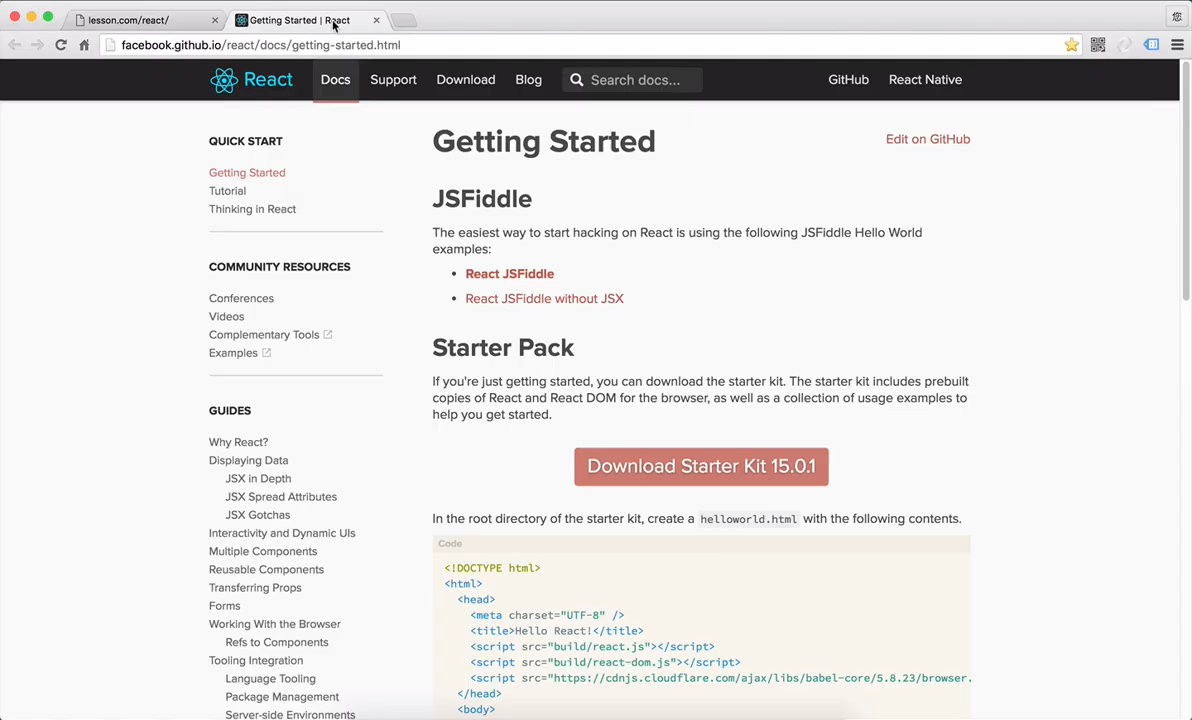 lesson.com/react/
Getting Started | React
您
facebook.github.io/react/docs/getting-started.html
React
Docs
Support
Download
Blog
Search docs...
GitHub
React Native
QUICK START
Getting Started
Tutorial
Thinking in React
COMMUNITY RESOURCES
Conferences
Videos
Complementary Tools
Examples
GUIDES
Why React?
Displaying Data
JSX in Depth
JSX Spread Attributes
JSX Gotchas
Interactivity and Dynamic UIs
Multiple Components
Reusable Components
Transferring Props
Forms
Working With the Browser
Refs to Components
Tooling Integration
Language Tooling
Package Management
Server-side Environments
Getting Started
Edit on GitHub
JSFiddle
The easiest way to start hacking on React is using the following JSFiddle Hello World
examples:
• React JSFiddle
• React JSFiddle without JSX
Starter Pack
If you're just getting started, you can download the starter kit. The starter kit includes prebuilt
copies of React and React DOM for the browser, as well as a collection of usage examples to
help you get started.
Download Starter Kit 15.0.1
In the root directory of the starter kit, create a helloworld.html with the following contents.
Code
<!DOCTYPE html>
<html>
<head>
<meta charset="UTF-8" />
<title>Hello React!</title>
<script src="build/react.js"></script>
<script src="build/react-dom.js"></script>
<script src="https://cdnjs.cloudflare.com/ajax/libs/babel-core/5.8.23/browser.
</head>
<body>